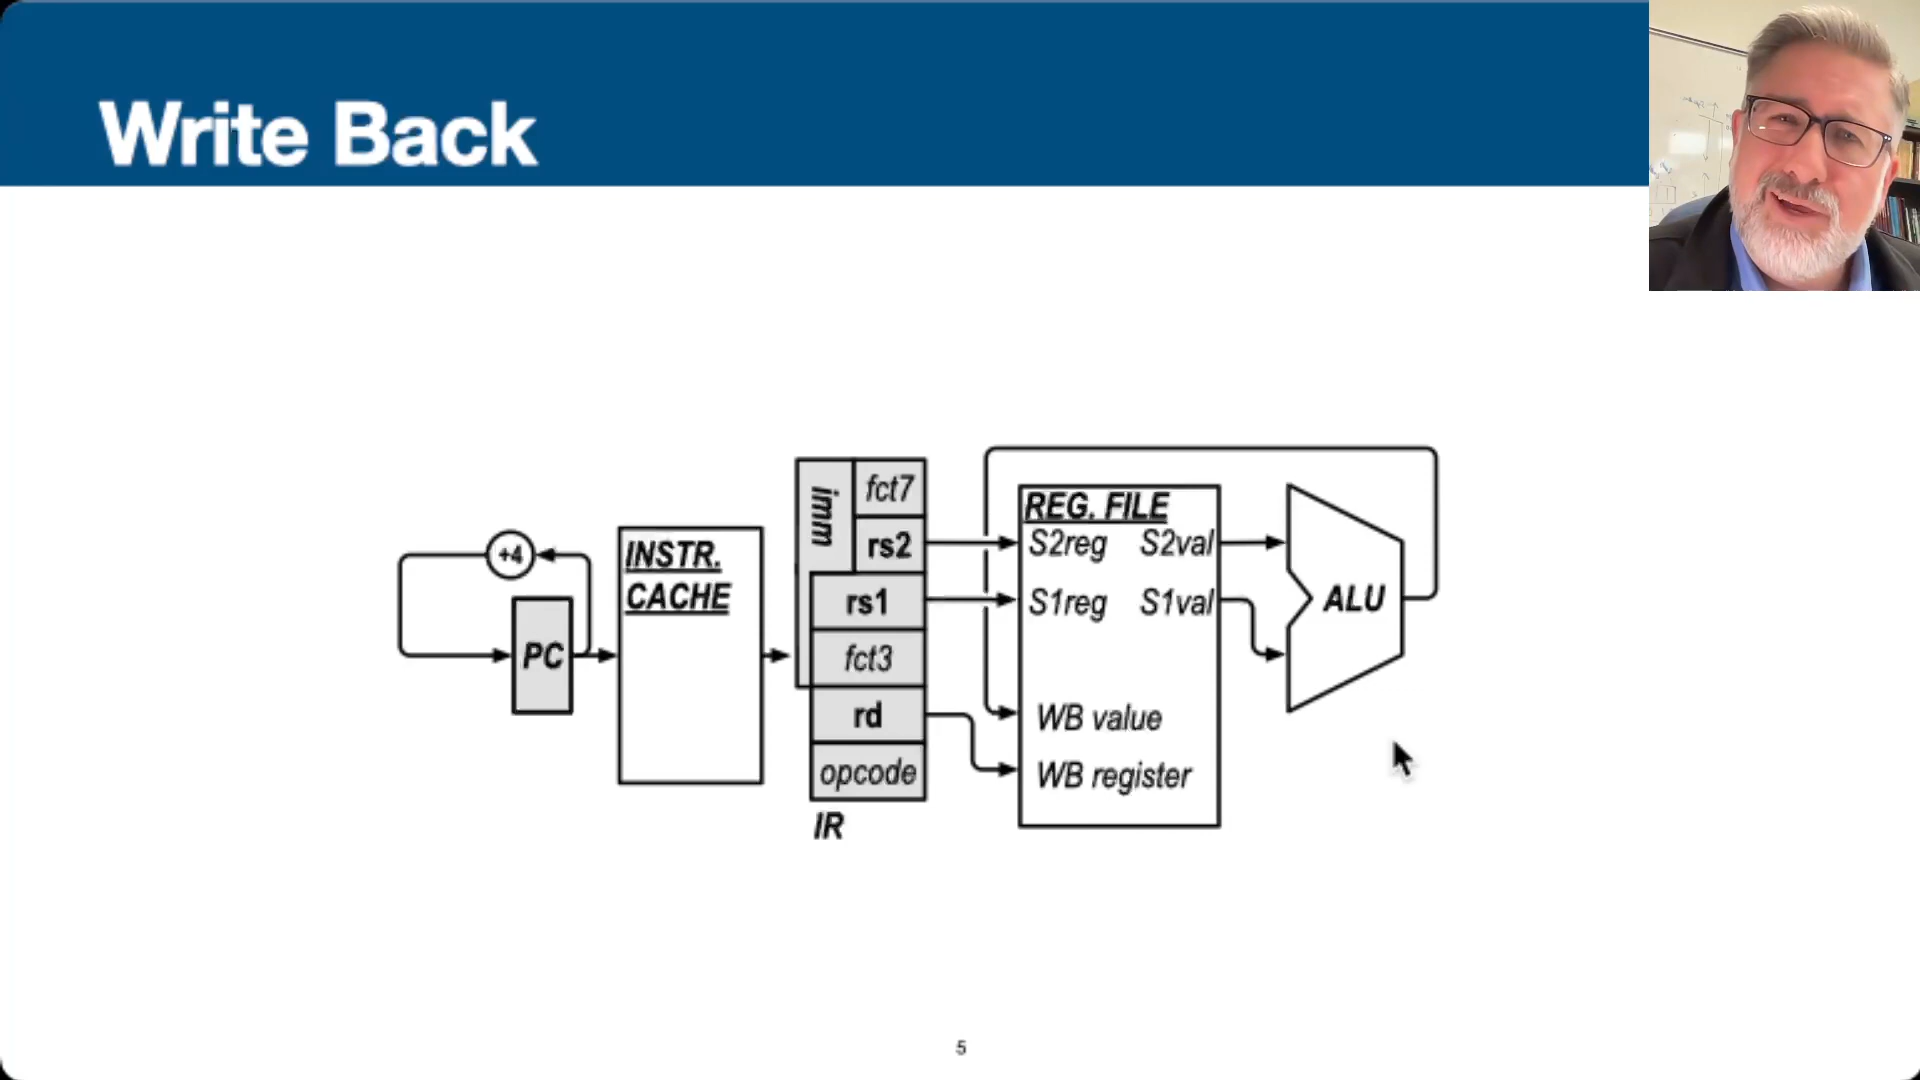 Write Back
+4
PC
INSTR.
CACHE
imm
fct7
rs2
rs1
fct3
rd
opcode
IR
REG. FILE
S2reg S2val
S1reg S1val
WB value
WB register
ALU
5